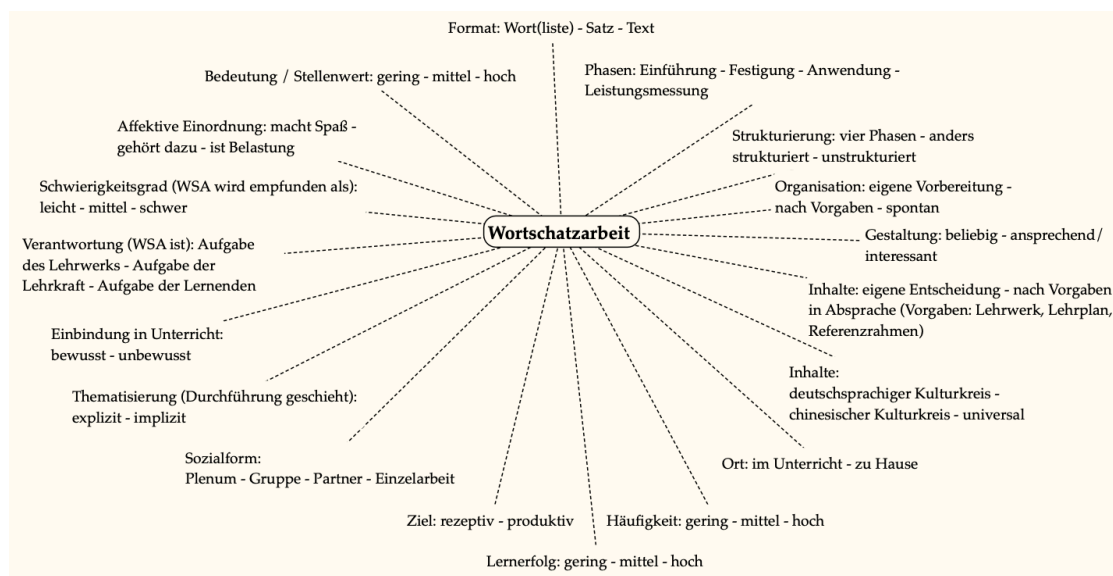 Format: Wort(liste) - Satz - Text
Bedeutung / Stellenwert: gering - mittel - hoch
Phasen: Einführung - Festigung - Anwendung -
Leistungsmessung
Affektive Einordnung: macht Spaß -
gehört dazu - ist Belastung
Strukturierung: vier Phasen - anders
strukturiert - unstrukturiert
Schwierigkeitsgrad (WSA wird empfunden als):
leicht - mittel - schwer
Organisation: eigene Vorbereitung -
nach Vorgaben - spontan
Wortschatzarbeit
Verantwortung (WSA ist): Aufgabe
des Lehrwerks - Aufgabe der
Lehrkraft - Aufgabe der Lernenden
Gestaltung: beliebig - ansprechend/
interessant
Inhalte: eigene Entscheidung - nach Vorgaben
in Absprache (Vorgaben: Lehrwerk, Lehrplan,
Referenzrahmen)
Einbindung in Unterricht:
bewusst - unbewusst
Inhalte:
deutschsprachiger Kulturkreis -
chinesischer Kulturkreis - universal
Thematisierung (Durchführung geschieht):
explizit - implizit
Sozialform:
Plenum - Gruppe - Partner - Einzelarbeit
Ort: im Unterricht - zu Hause
Ziel: rezeptiv - produktiv
Häufigkeit: gering - mittel - hoch
Lernerfolg: gering - mittel - hoch